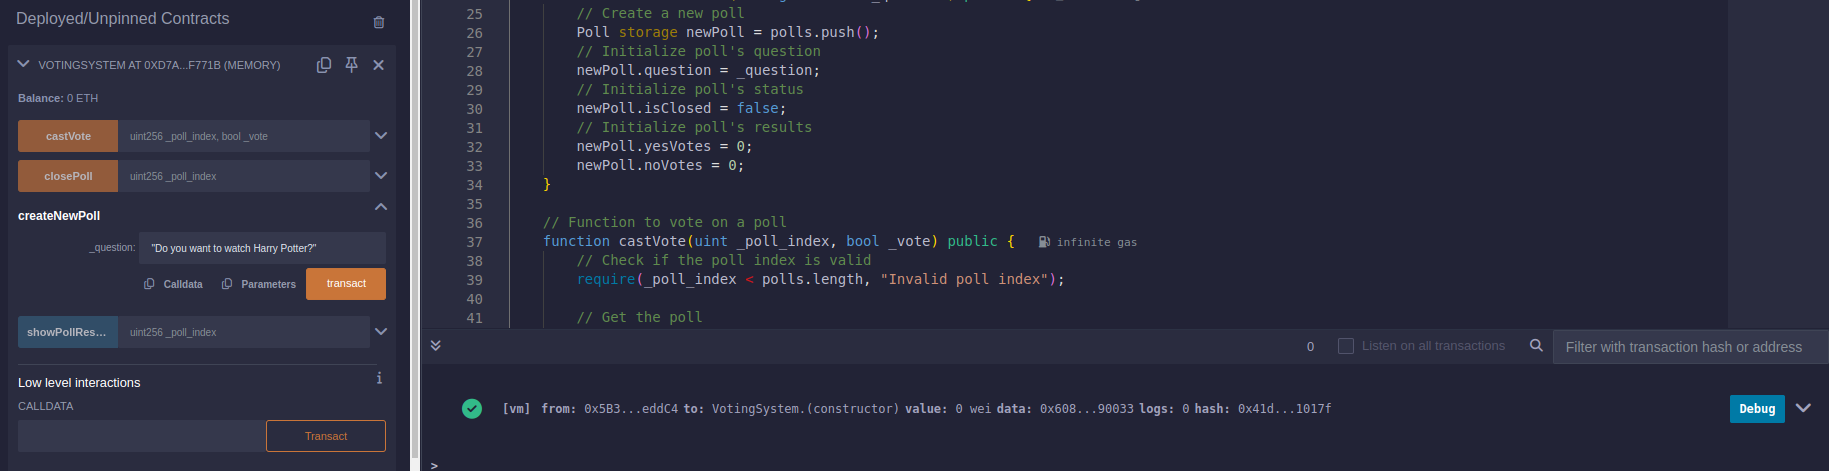 Deployed/Unpinned Contracts
VOTINGSYSTEM AT 0XD7A...F771B (MEMORY)
Balance: 0 ETH
castVote uint256 _poll_index, bool _vote
closePoll uint256 _poll_index
createNewPoll
_question: "Do you want to watch Harry Potter?"
Calldata Parameters transact
showPollRes... uint256 _poll_index
Low level interactions i
CALLDATA
Transact
25 // Create a new poll
26 Poll storage newPoll = polls.push();
27 // Initialize poll's question
28 newPoll.question = _question;
29 // Initialize poll's status
30 newPoll.isClosed = false;
31 // Initialize poll's results
32 newPoll.yesVotes = 0;
33 newPoll.noVotes = 0;
34 }
35
36 // Function to vote on a poll
37 function castVote(uint _poll_index, bool _vote) public { infinite gas
38 // Check if the poll index is valid
39 require(_poll_index < polls.length, "Invalid poll index");
40
41 // Get the poll
0 Listen on all transactions Filter with transaction hash or address
[vm] from: 0x5B3...eddC4 to: VotingSystem.(constructor) value: 0 wei data: 0x608...90033 logs: 0 hash: 0x41d...1017f Debug
>